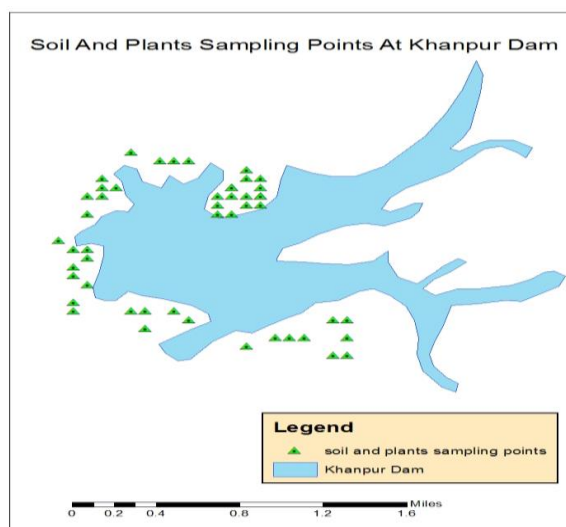 Soil And Plants Sampling Points At Khanpur Dam
Legend
soil and plants sampling points
Khanpur Dam
Miles
0 0.2 0.4 0.8 1.2 1.6